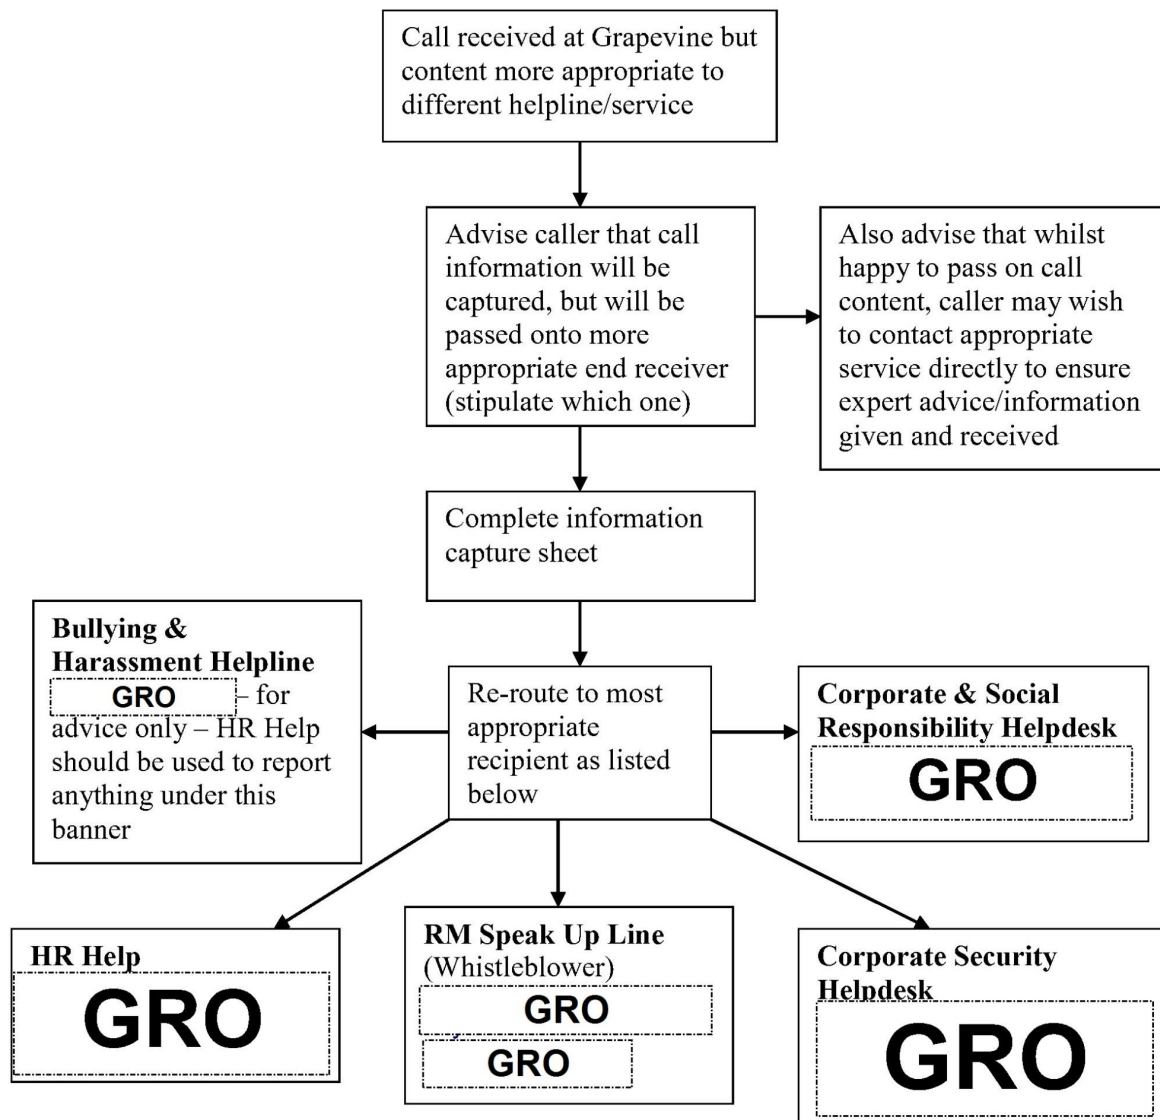 Call received at Grapevine but
content more appropriate to
different helpline/service
Advise caller that call
information will be
captured, but will be
passed onto more
appropriate end receiver
(stipulate which one)
Also advise that whilst
happy to pass on call
content, caller may wish
to contact appropriate
service directly to ensure
expert advice/information
given and received
Complete information
capture sheet
Bullying &
Harassment Helpline
GRO – for
advice only – HR Help
should be used to report
anything under this
banner
Re-route to most
appropriate
recipient as listed
below
Corporate & Social
Responsibility Helpdesk
GRO
HR Help
GRO
RM Speak Up Line
(Whistleblower)
GRO
GRO
Corporate Security
Helpdesk
GRO